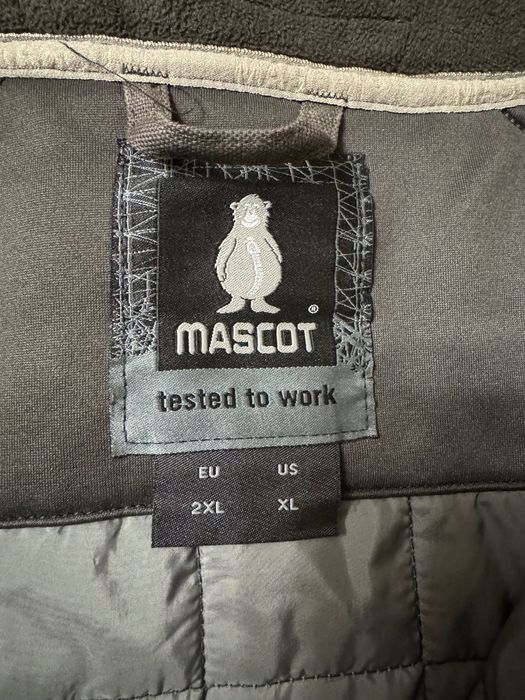 ®
MASCOT
tested to work
EU US
2XL XL